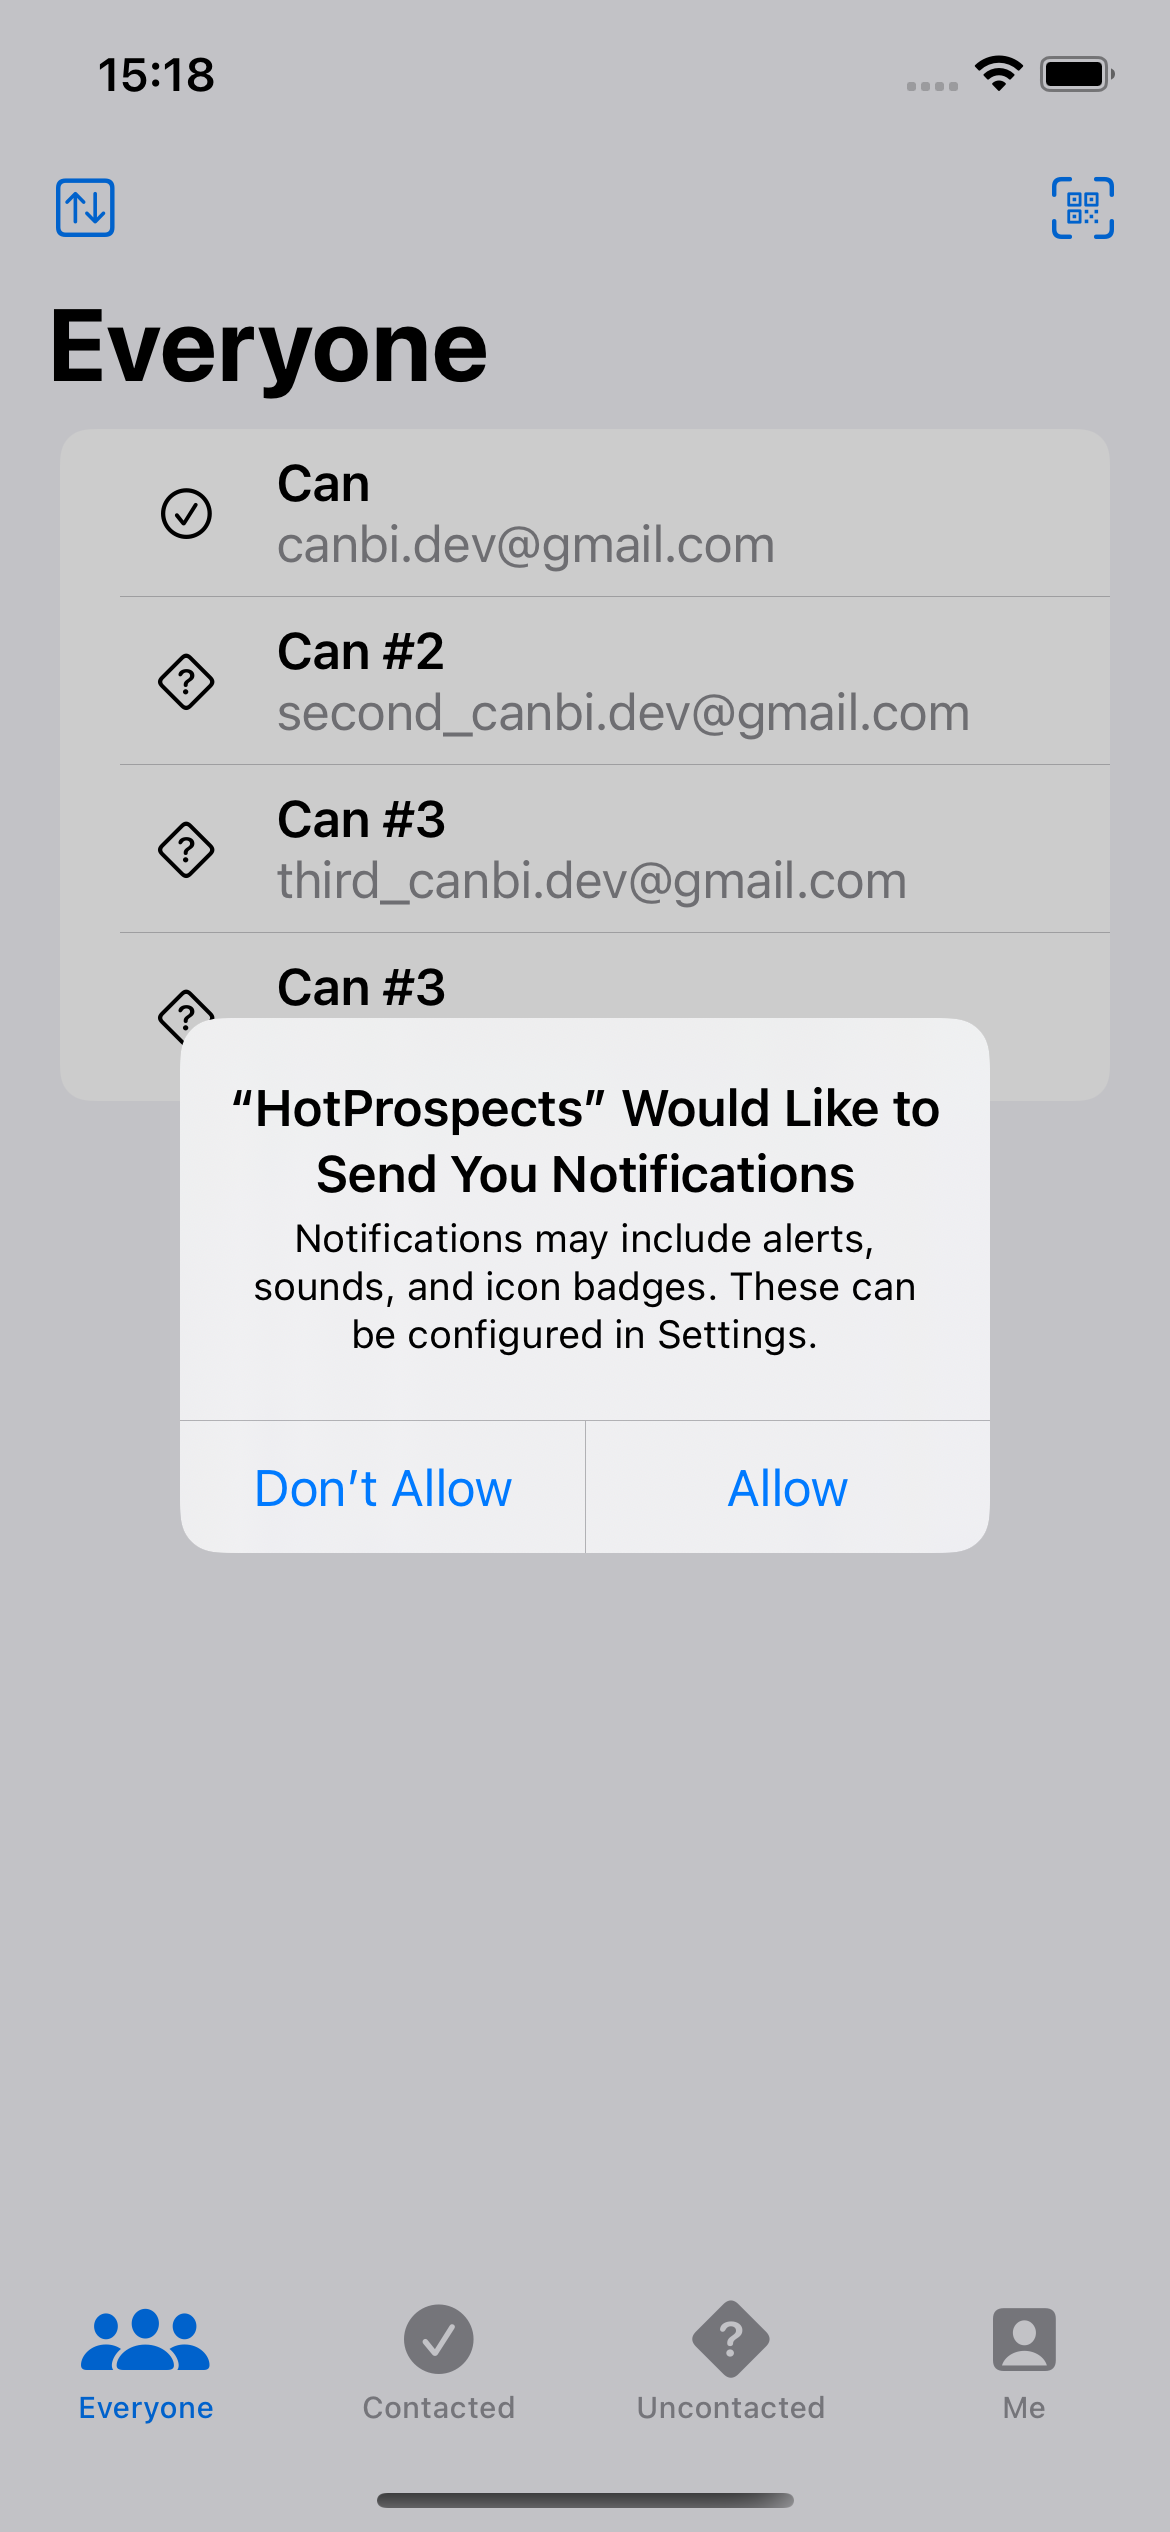 15:18
Everyone
Can
canbi.dev@gmail.com
Can #2
second_canbi.dev@gmail.com
Can #3
third_canbi.dev@gmail.com
Can #3
“HotProspects” Would Like to
Send You Notifications
Notifications may include alerts,
sounds, and icon badges. These can
be configured in Settings.
Don’t Allow
Allow
Everyone
Contacted
Uncontacted
Me